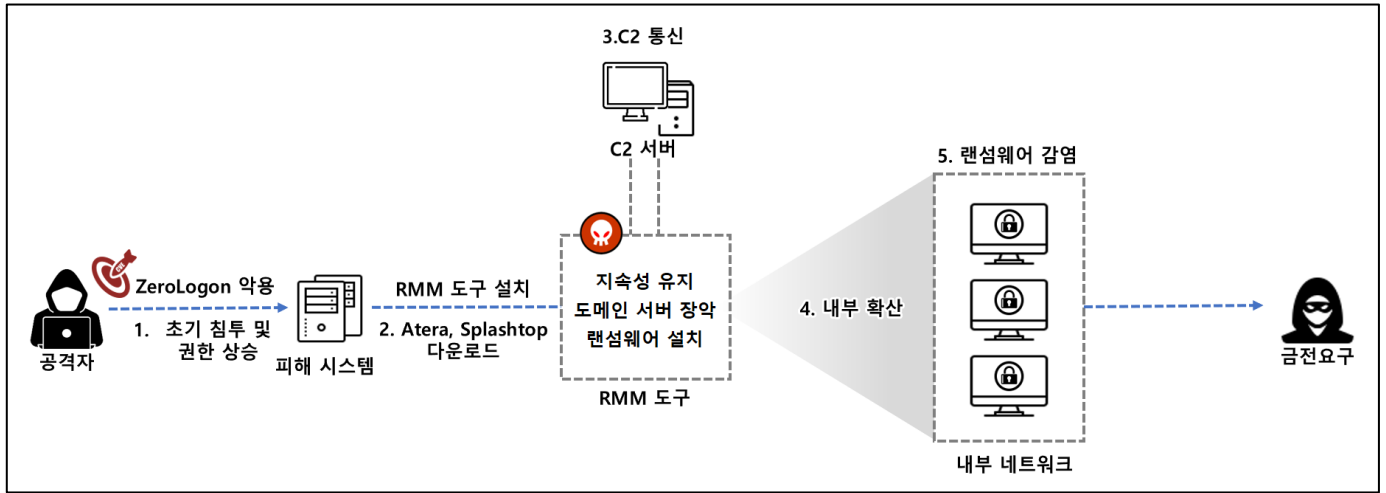 3.C2 통신
C2 서버
5. 랜섬웨어 감염
CVE
ZeroLogon 악용
1. 초기 침투 및
권한 상승
공격자
피해 시스템
RMM 도구 설치
2. Atera, Splashtop
다운로드
지속성 유지
도메인 서버 장악
랜섬웨어 설치
RMM 도구
4. 내부 확산
내부 네트워크
금전요구